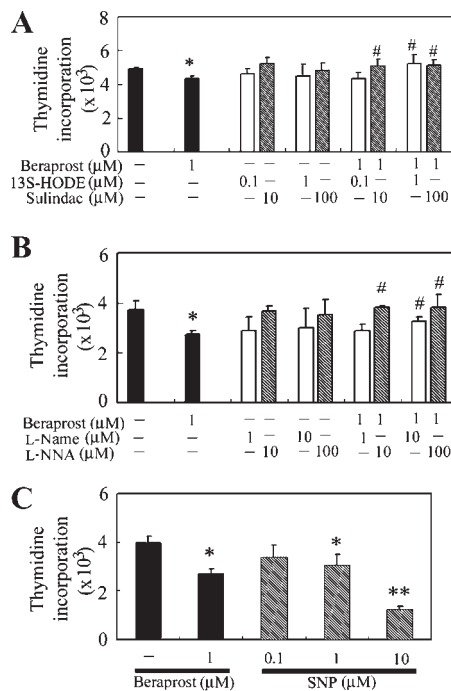 A
Thymidine
incorporation
(x 10³)
8
6
4
2
0
*
#
#
#
Beraprost (μM) – 1 – – – – 1 1 1 1
13S-HODE (μM) – – 0.1 – 1 – 0.1 – 1 –
Sulindac (μM) – – – 10 – 100 – 10 – 100
B
Thymidine
incorporation
(x 10³)
6
4
2
0
*
#
#
#
Beraprost (μM) – 1 – – – – 1 1 1 1
L-Name (μM) – – 1 – 10 – 1 – 10 –
L-NNA (μM) – – – 10 – 100 – 10 – 100
C
Thymidine
incorporation
(x 10³)
6
4
2
0
*
*
**
– 1 0.1 1 10
Beraprost (μM) SNP (μM)